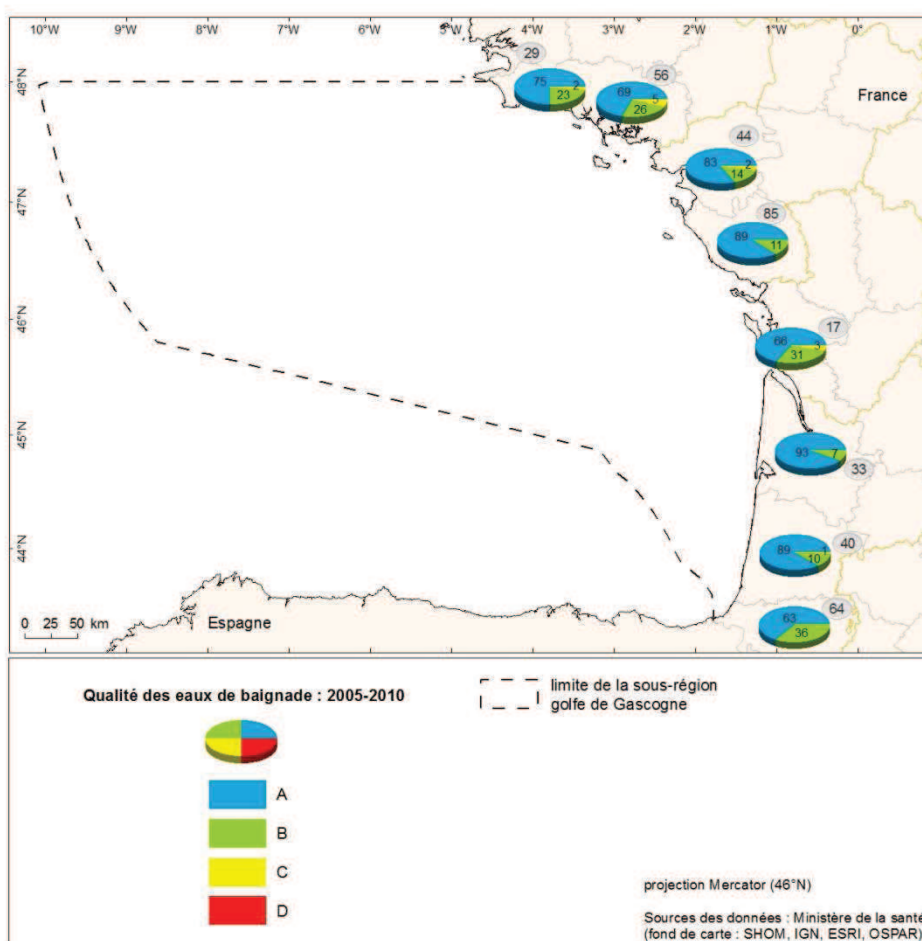 10°W 9°W 8°W 7°W 6°W 5°W 4°W 3°W 2°W 1°W 0°
48°N
47°N
46°N
45°N
44°N
29
75 2
23
56
69 5
26
France
44
83 2
14
85
89
11
17
66 3
31
93 7
33
40
89 1
10
64
63
36
0 25 50 km
Espagne
Qualité des eaux de baignade : 2005-2010
A
B
C
D
limite de la sous-région
golfe de Gascogne
projection Mercator (46°N)
Sources des données : Ministère de la santé
(fond de carte : SHOM, IGN, ESRI, OSPAR)